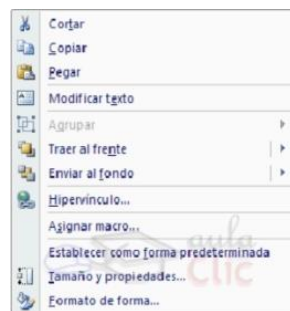 Cortar
Copiar
Pegar
Modificar texto
Agrupar
Traer al frente
Enviar al fondo
Hipervínculo...
Asignar macro...
Establecer como forma predeterminada
Tamaño y propiedades...
Formato de forma...
aula
CLIC